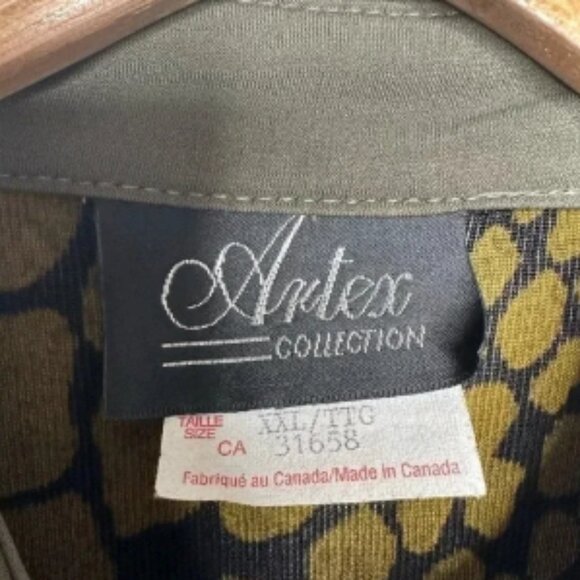 Artex
COLLECTION
TAILLE XXL/TTG
SIZE
CA 31658
Fabriqué au Canada/Made in Canada